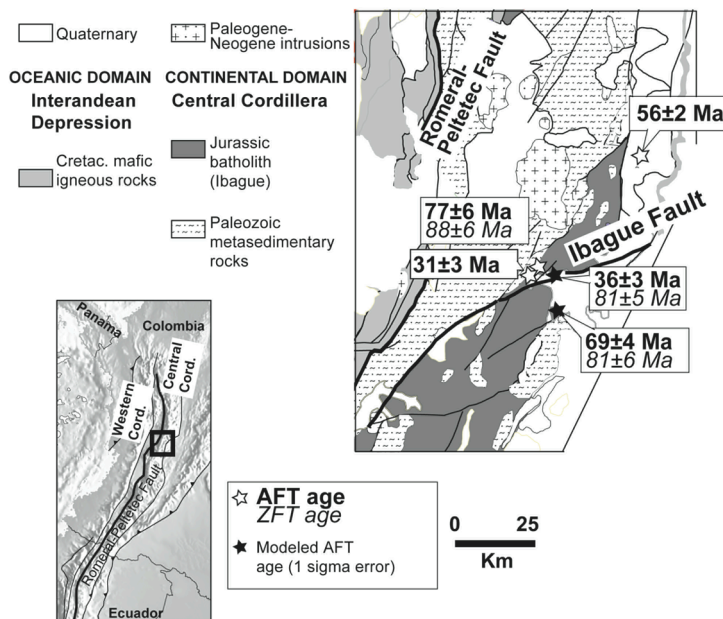 Quaternary
Paleogene-
Neogene intrusions
OCEANIC DOMAIN
Interandean
Depression
CONTINENTAL DOMAIN
Central Cordillera
Cretac. mafic
igneous rocks
Jurassic
batholith
(Ibague)
Paleozoic
metasedimentary
rocks
Romeral-
Peltetec Fault
56±2 Ma
77±6 Ma
88±6 Ma
Ibague Fault
31±3 Ma
36±3 Ma
81±5 Ma
69±4 Ma
81±6 Ma
Panama
Colombia
Western
Cord.
Central
Cord.
Romeral-Peltetec Fault
Ecuador
AFT age
ZFT age
Modeled AFT
age (1 sigma error)
0 25
Km